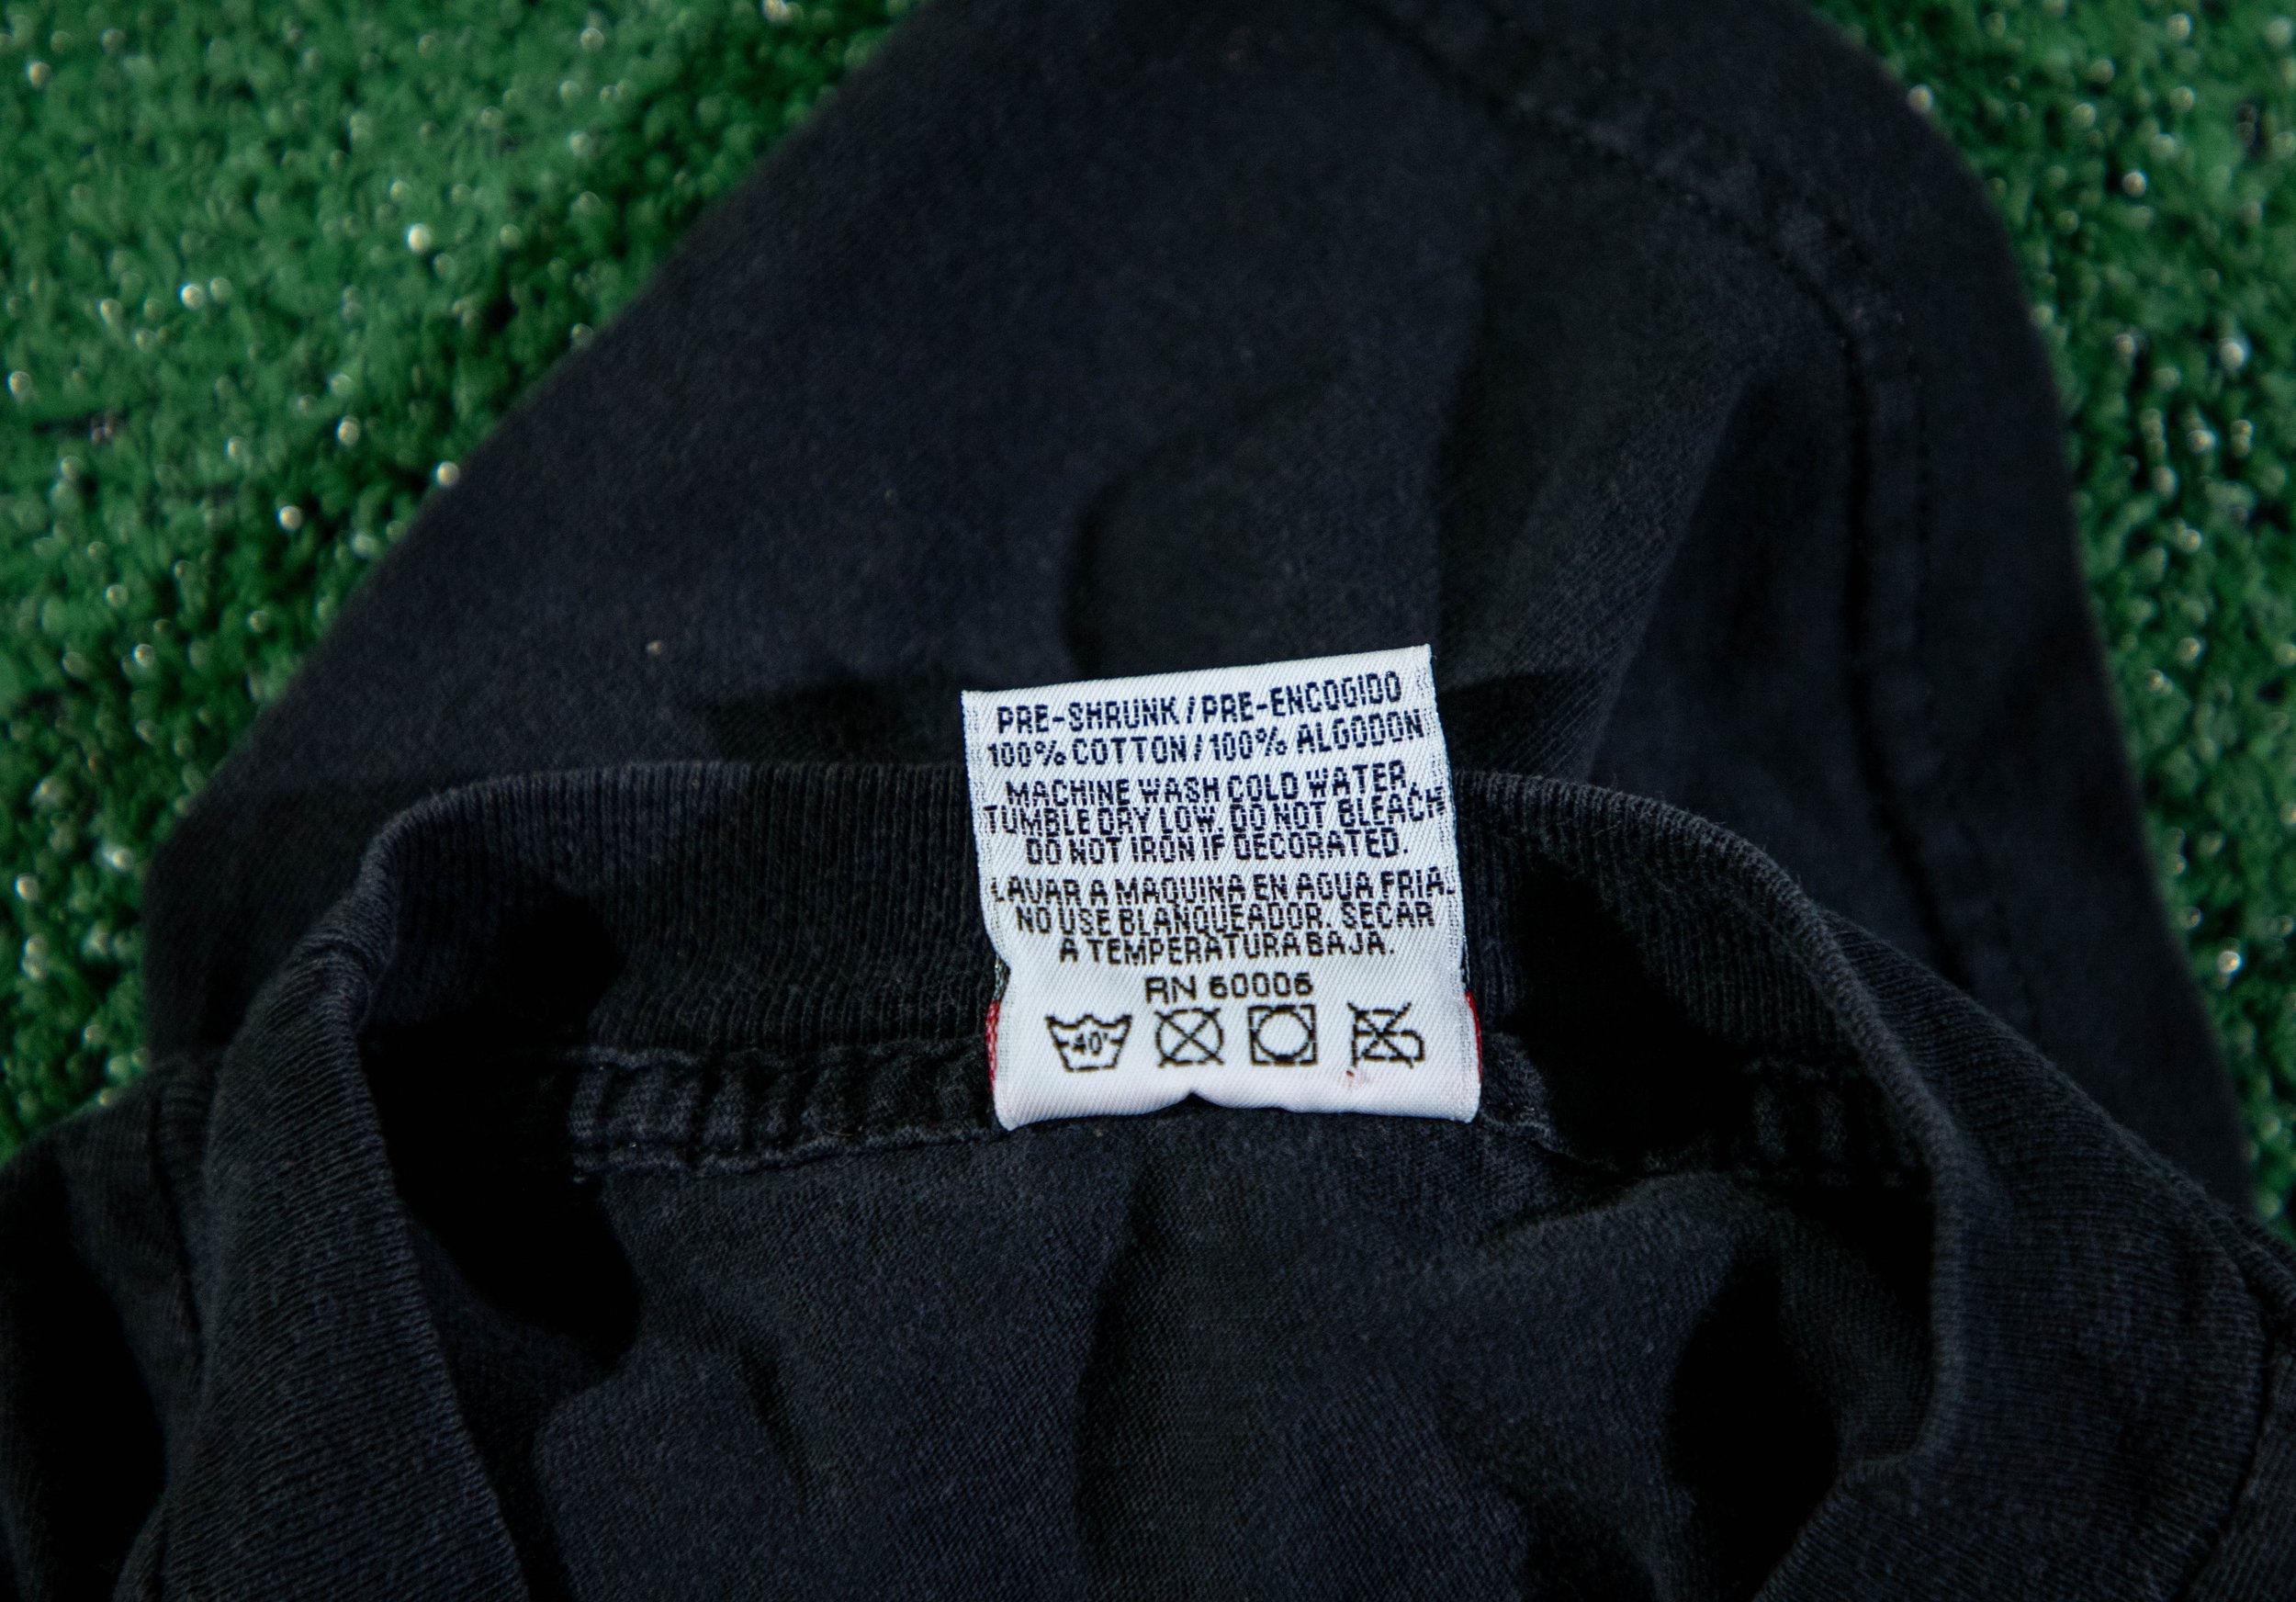 PRE-SHRUNK / PRE-ENCOGIDO
100% COTTON / 100% ALGODON
MACHINE WASH COLD WATER.
TUMBLE DRY LOW. DO NOT BLEACH
DO NOT IRON IF DECORATED.
LAVAR A MAQUINA EN AGUA FRIA.
NO USE BLANQUEADOR. SECAR
A TEMPERATURA BAJA.
RN 60006
40°